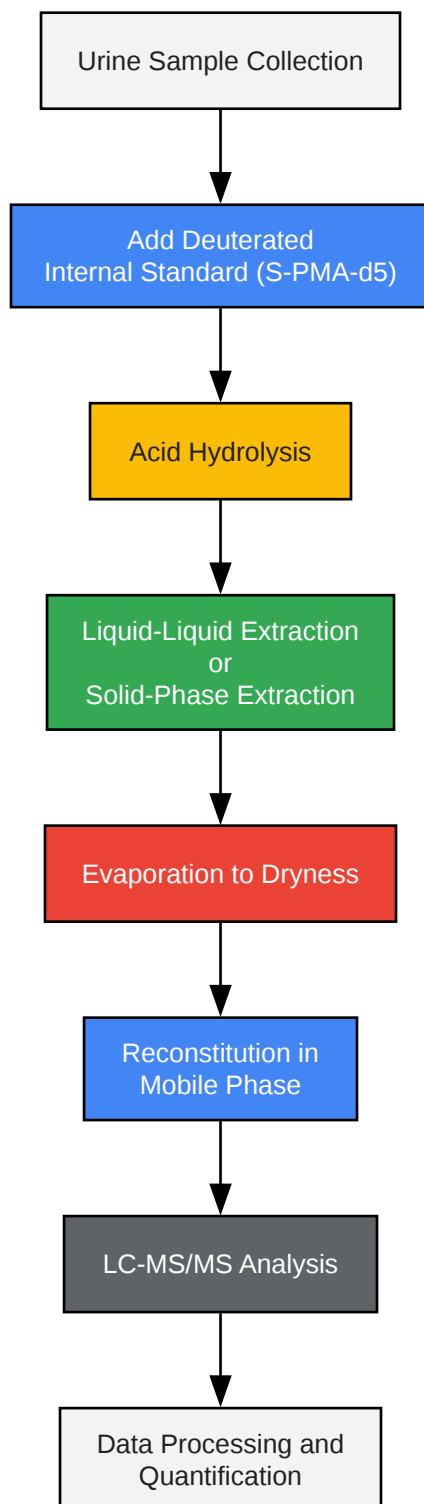 Urine Sample Collection
Add Deuterated
Internal Standard (S-PMA-d5)
Acid Hydrolysis
Liquid-Liquid Extraction
or
Solid-Phase Extraction
Evaporation to Dryness
Reconstitution in
Mobile Phase
LC-MS/MS Analysis
Data Processing and
Quantification